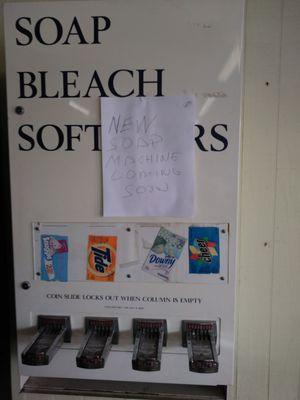 SOAP
BLEACH
SOFT RS
NEW
SOAP
MACHINE
COMING
SOON
Tide
Downy
cheer
COIN SLIDE LOCKS OUT WHEN COLUMN IS EMPTY